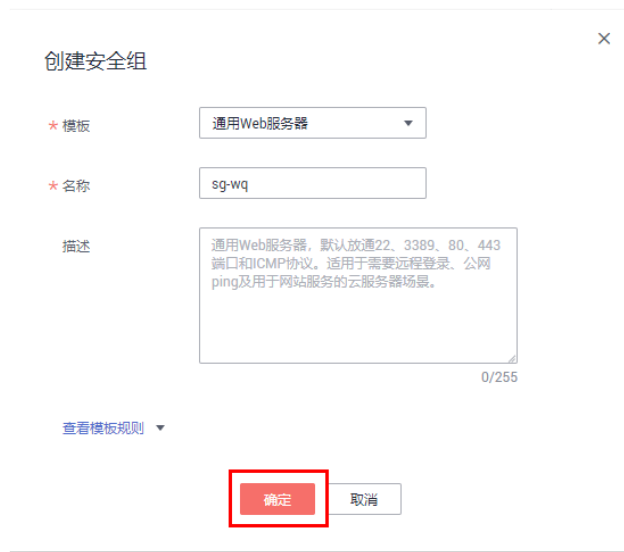 创建安全组
* 模板
通用Web服务器
* 名称
sg-wq
描述
通用Web服务器，默认放通22、3389、80、443
端口和ICMP协议。适用于需要远程登录、公网
ping及用于网站服务的云服务器场景。
0/255
查看模板规则
确定 取消